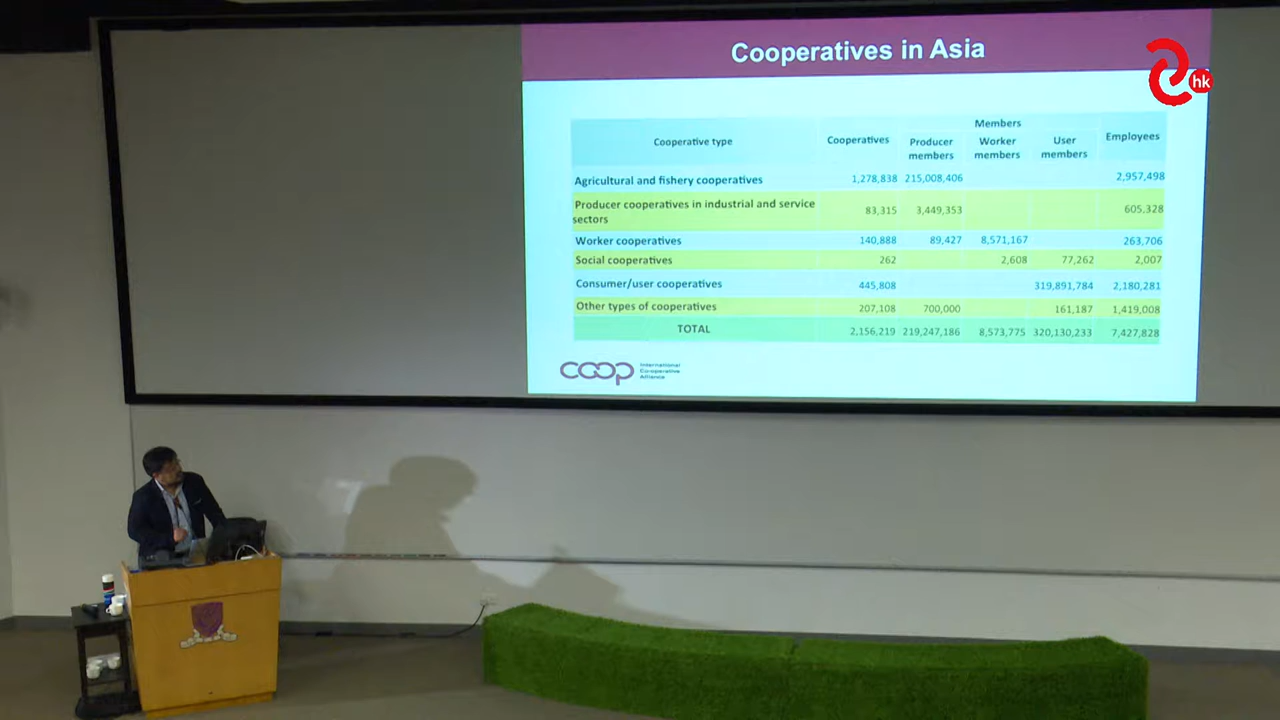 Cooperatives in Asia
hk
Cooperative type Cooperatives Members Employees
Producer members Worker members User members
Agricultural and fishery cooperatives 1,278,838 215,008,406 2,957,498
Producer cooperatives in industrial and service sectors 83,315 3,449,353 605,328
Worker cooperatives 140,888 89,427 8,571,167 263,706
Social cooperatives 262 2,608 77,262 2,007
Consumer/user cooperatives 445,808 319,891,784 2,180,281
Other types of cooperatives 207,108 700,000 161,187 1,419,008
TOTAL 2,156,219 219,247,186 8,573,775 320,130,233 7,427,828
coop
International
Co-operative
Alliance